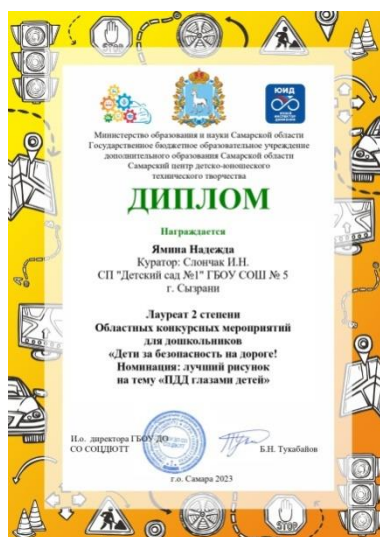 ЮИД
Министерство образования и науки Самарской области
Государственное бюджетное образовательное учреждение
дополнительного образования Самарской области
Самарский центр детско-юношеского
технического творчества
ДИПЛОМ
Награждается
Ямина Надежда
Куратор: Слончак И.Н.
СП "Детский сад №1" ГБОУ СОШ № 5
г. Сызрани
Лауреат 2 степени
Областных конкурсных мероприятий
для дошкольников
«Дети за безопасность на дороге!
Номинация: лучший рисунок
на тему «ПДД глазами детей»
И.о. директора ГБОУ ДО
СО СОЦДЮТТ
Б.Н. Тукабайов
г.о. Самара 2023
STOP